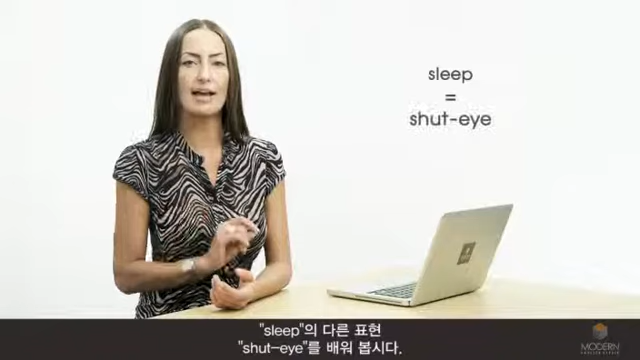 sleep
=
shut-eye
"sleep"의 다른 표현
"shut-eye"를 배워 봅시다.
MODERN